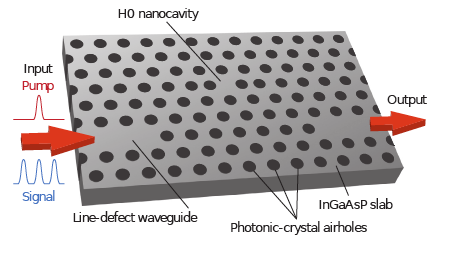 H0 nanocavity
Input
Pump
Output
Signal
Line-defect waveguide
InGaAsP slab
Photonic-crystal airholes